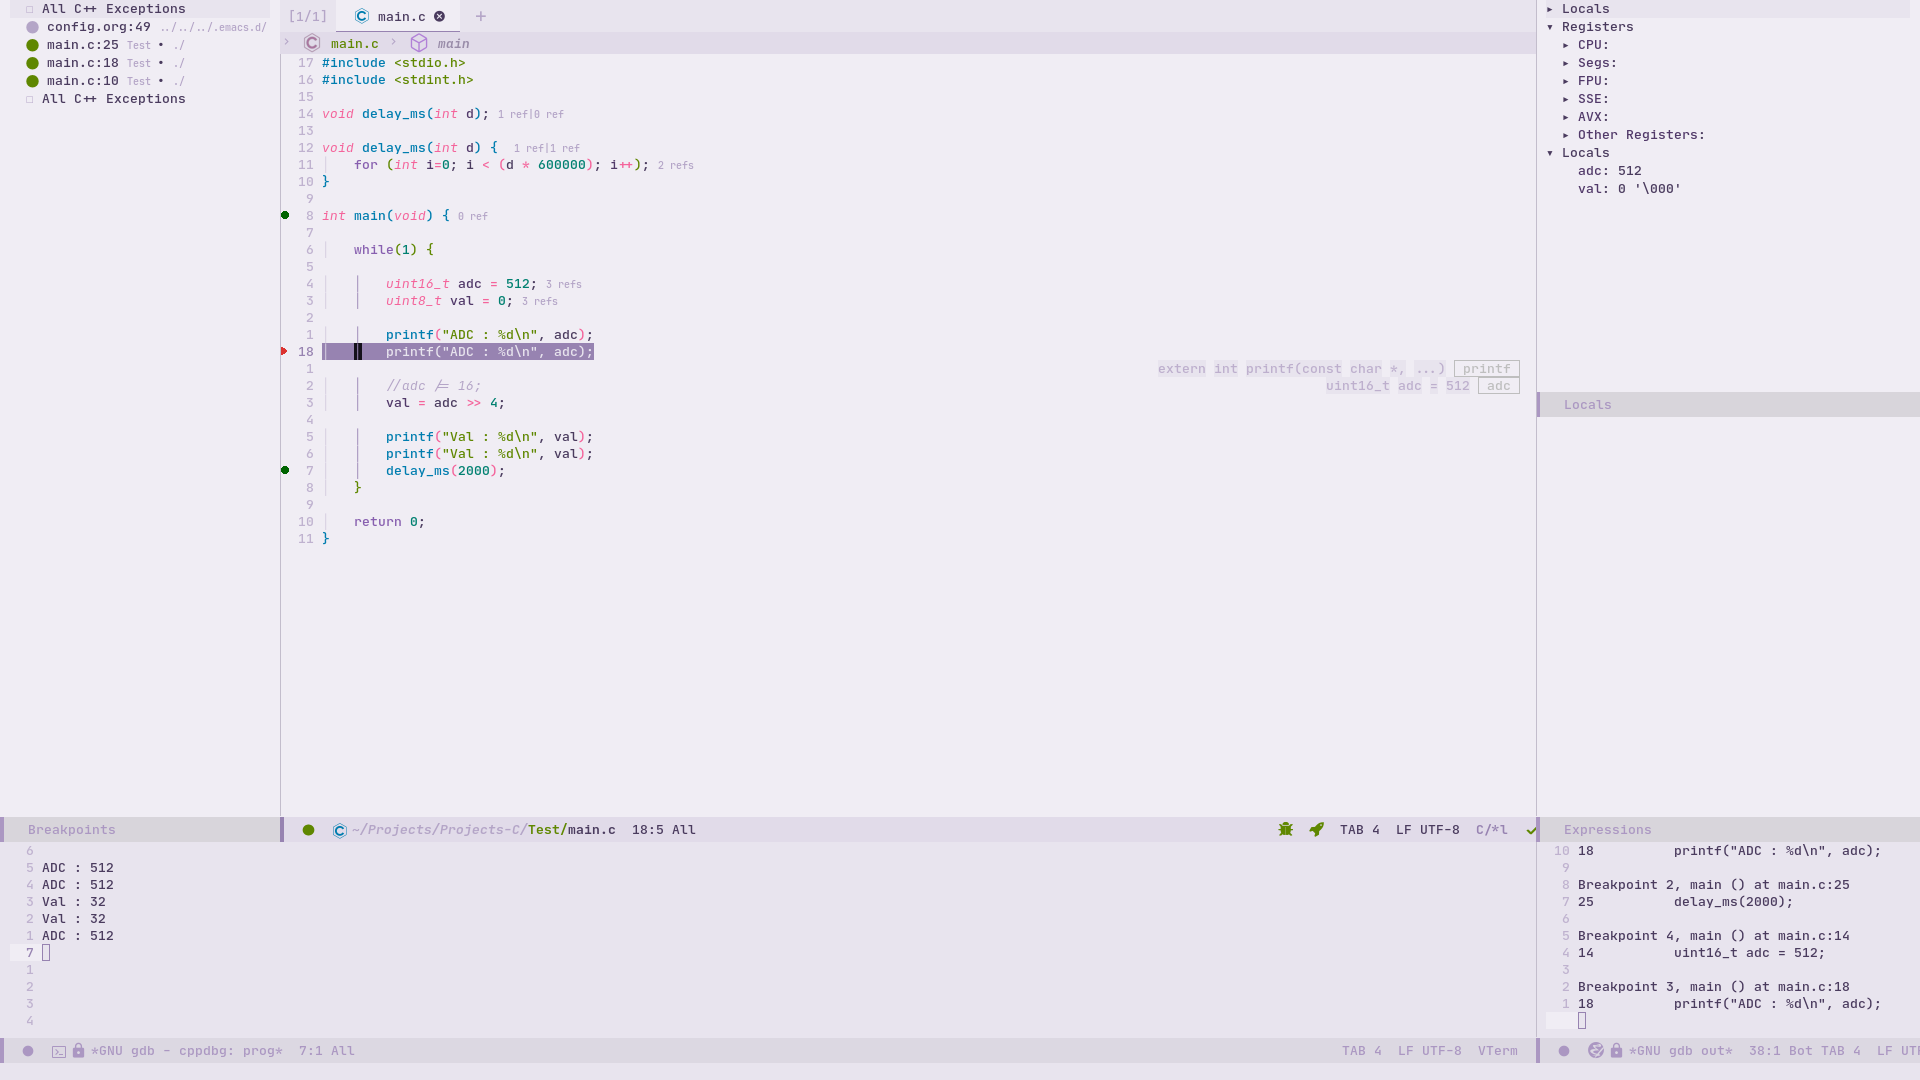 All C++ Exceptions
config.org:49 ../../../.emacs.d/
main.c:25 Test • ./
main.c:18 Test • ./
main.c:10 Test • ./
All C++ Exceptions
Breakpoints
[1/1] main.c +
› main.c › main
17 #include <stdio.h>
16 #include <stdint.h>
15
14 void delay_ms(int d); 1 ref|0 ref
13
12 void delay_ms(int d) { 1 ref|1 ref
11 for (int i=0; i < (d * 600000); i++); 2 refs
10 }
9
8 int main(void) { 0 ref
7
6 while(1) {
5
4 uint16_t adc = 512; 3 refs
3 uint8_t val = 0; 3 refs
2
1 printf("ADC : %d\n", adc);
18 printf("ADC : %d\n", adc);
1 extern int printf(const char *, ...) printf
2 //adc /= 16; uint16_t adc = 512 adc
3 val = adc >> 4;
4
5 printf("Val : %d\n", val);
6 printf("Val : %d\n", val);
7 delay_ms(2000);
8 }
9
10 return 0;
11 }
~/Projects/Projects-C/Test/main.c 18:5 All TAB 4 LF UTF-8 C/*l
▸ Locals
▾ Registers
▸ CPU:
▸ Segs:
▸ FPU:
▸ SSE:
▸ AVX:
▸ Other Registers:
▾ Locals
adc: 512
val: 0 '\000'
Locals
Expressions
6
5 ADC : 512
4 ADC : 512
3 Val : 32
2 Val : 32
1 ADC : 512
7
1
2
3
4
*GNU gdb - cppdbg: prog* 7:1 All TAB 4 LF UTF-8 VTerm
10 18 printf("ADC : %d\n", adc);
9
8 Breakpoint 2, main () at main.c:25
7 25 delay_ms(2000);
6
5 Breakpoint 4, main () at main.c:14
4 14 uint16_t adc = 512;
3
2 Breakpoint 3, main () at main.c:18
1 18 printf("ADC : %d\n", adc);
*GNU gdb out* 38:1 Bot TAB 4 LF UTF